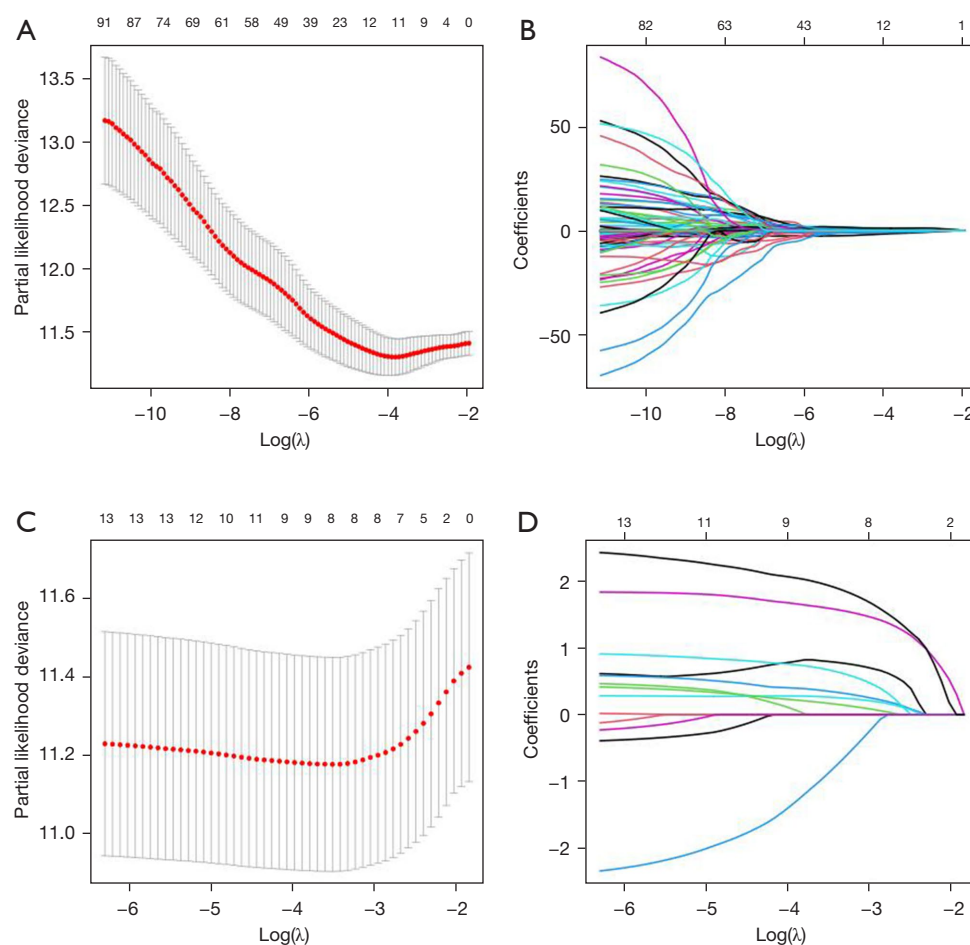 A
91 87 74 69 61 58 49 39 23 12 11 9 4 0
Partial likelihood deviance
13.5
13.0
12.5
12.0
11.5
−10 −8 −6 −4 −2
Log(λ)
B
82 63 43 12 1
Coefficients
50
0
−50
−10 −8 −6 −4 −2
Log(λ)
C
13 13 13 12 10 11 9 9 8 8 8 7 5 2 0
Partial likelihood deviance
11.6
11.4
11.2
11.0
−6 −5 −4 −3 −2
Log(λ)
D
13 11 9 8 2
Coefficients
2
1
0
−1
−2
−6 −5 −4 −3 −2
Log(λ)